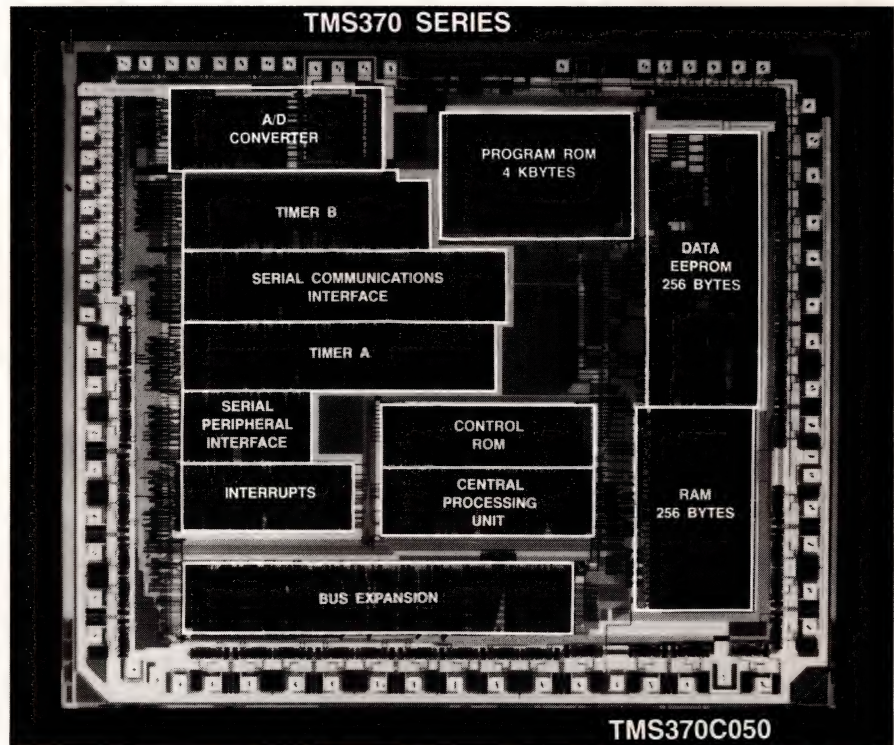 TMS370 SERIES
A/D
CONVERTER
PROGRAM ROM
4 KBYTES
TIMER B
DATA
EEPROM
256 BYTES
SERIAL COMMUNICATIONS
INTERFACE
TIMER A
SERIAL
PERIPHERAL
INTERFACE
CONTROL
ROM
INTERRUPTS
CENTRAL
PROCESSING
UNIT
RAM
256 BYTES
BUS EXPANSION
TMS370C050